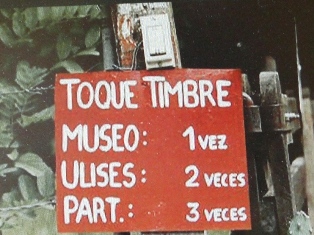 TOQUE TIMBRE
MUSEO: 1 VEZ
ULISES: 2 VECES
PART.: 3 VECES